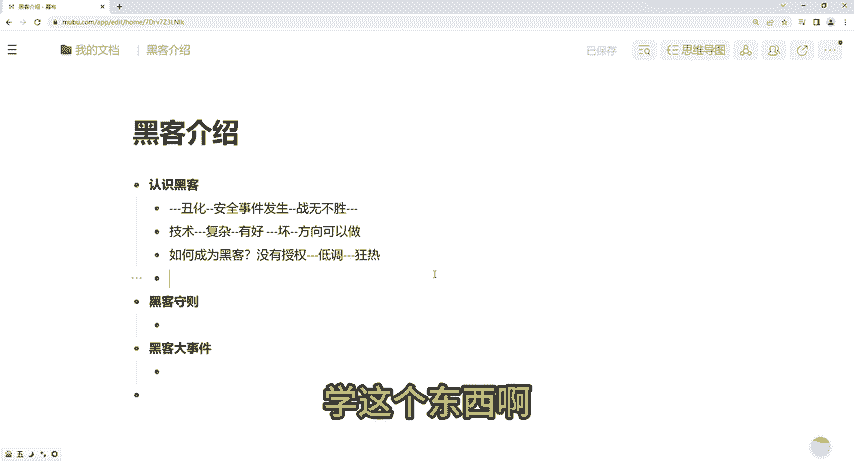 黑客介绍 - 幕布
mubu.com/app/edit/home/7Drv7Z3LNlk
我的文档 | 黑客介绍
已保存
思维导图
黑客介绍
认识黑客
---丑化--安全事件发生--战无不胜---
技术---复杂--有好 ---坏--方向可以做
如何成为黑客？没有授权---低调---狂热
黑客守则
黑客大事件
学这个东西啊
五